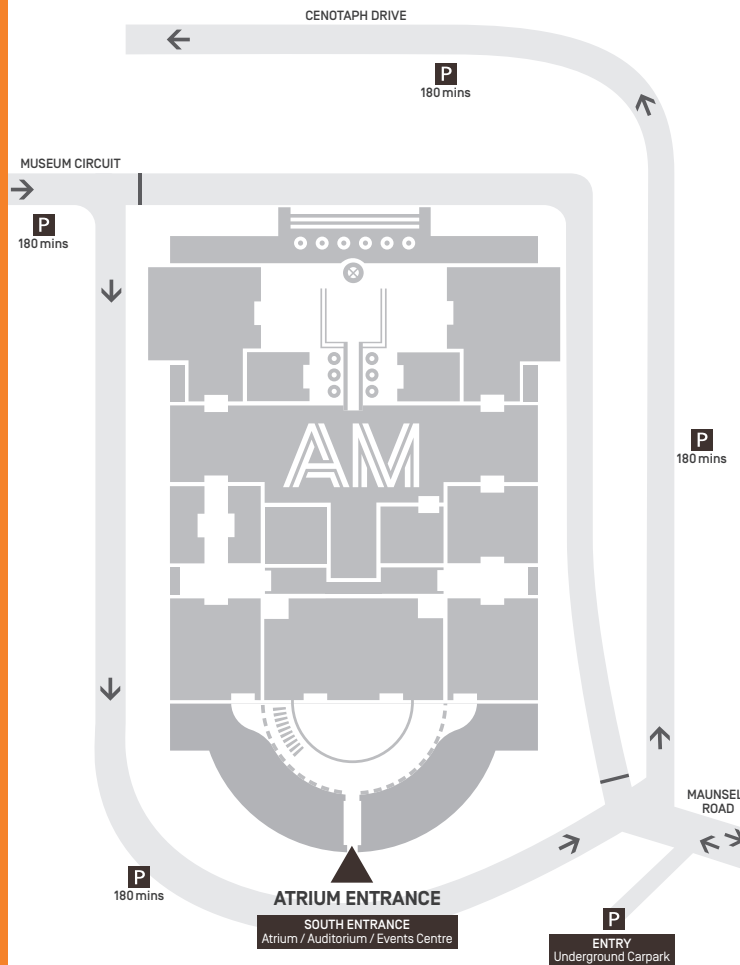 CENOTAPH DRIVE
P
180 mins
MUSEUM CIRCUIT
P
180 mins
AM
P
180 mins
MAUNSEL
ROAD
P
180 mins
ATRIUM ENTRANCE
SOUTH ENTRANCE
Atrium / Auditorium / Events Centre
P
ENTRY
Underground Carpark